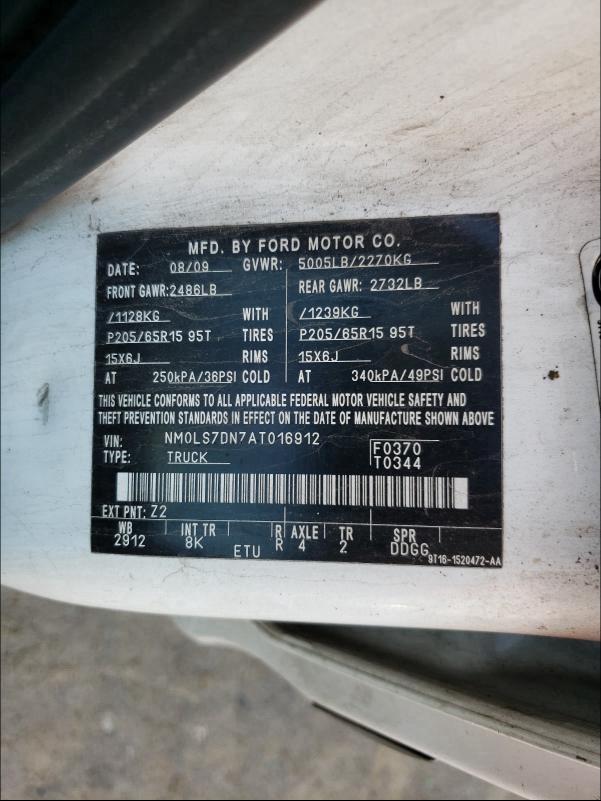 MFD. BY FORD MOTOR CO.
DATE: 08/09 GVWR: 5005LB/2270KG
FRONT GAWR:2486LB REAR GAWR: 2732LB
/1128KG WITH /1239KG WITH
P205/65R15 95T TIRES P205/65R15 95T TIRES
15X6J RIMS 15X6J RIMS
AT 250kPA/36PSI COLD AT 340kPA/49PSI COLD
THIS VEHICLE CONFORMS TO ALL APPLICABLE FEDERAL MOTOR VEHICLE SAFETY AND
THEFT PREVENTION STANDARDS IN EFFECT ON THE DATE OF MANUFACTURE SHOWN ABOVE
VIN: NM0LS7DN7AT016912 F0370
TYPE: TRUCK T0344
EXT PNT: Z2
WB INT TR R AXLE TR SPR
2912 8K ETU R 4 2 DDGG
9T16-1520472-AA